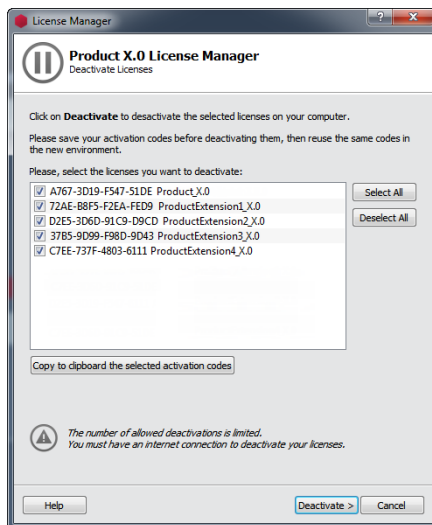 License Manager
Product X.0 License Manager
Deactivate Licenses
Click on Deactivate to desactivate the selected licenses on your computer.
Please save your activation codes before deactivating them, then reuse the same codes in
the new environment.
Please, select the licenses you want to deactivate:
A767-3D19-F547-51DE Product_X.0
72AE-B8F5-F2EA-FED9 ProductExtension1_X.0
D2E5-3D6D-91C9-D9CD ProductExtension2_X.0
37B5-9D99-F98D-9D43 ProductExtension3_X.0
C7EE-737F-4803-6111 ProductExtension4_X.0
Select All
Deselect All
Copy to clipboard the selected activation codes
The number of allowed deactivations is limited.
You must have an internet connection to deactivate your licenses.
Help
Deactivate >
Cancel